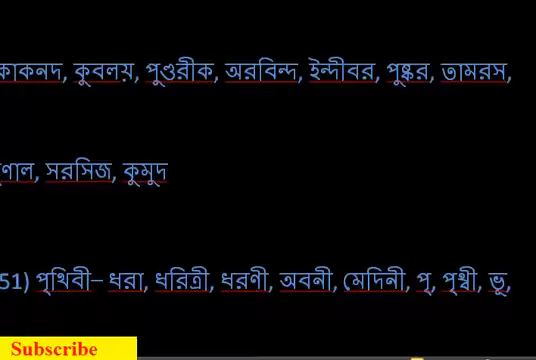 কাকনদ, কুবলয়, পুণ্ডরীক, অরবিন্দ, ইন্দীবর, পুষ্কর, তামরস,
ণাল, সরসিজ, কুমুদ
51) পৃথিবী– ধরা, ধরিত্রী, ধরণী, অবনী, মেদিনী, পৃ, পৃথ্বী, ভূ,
Subscribe